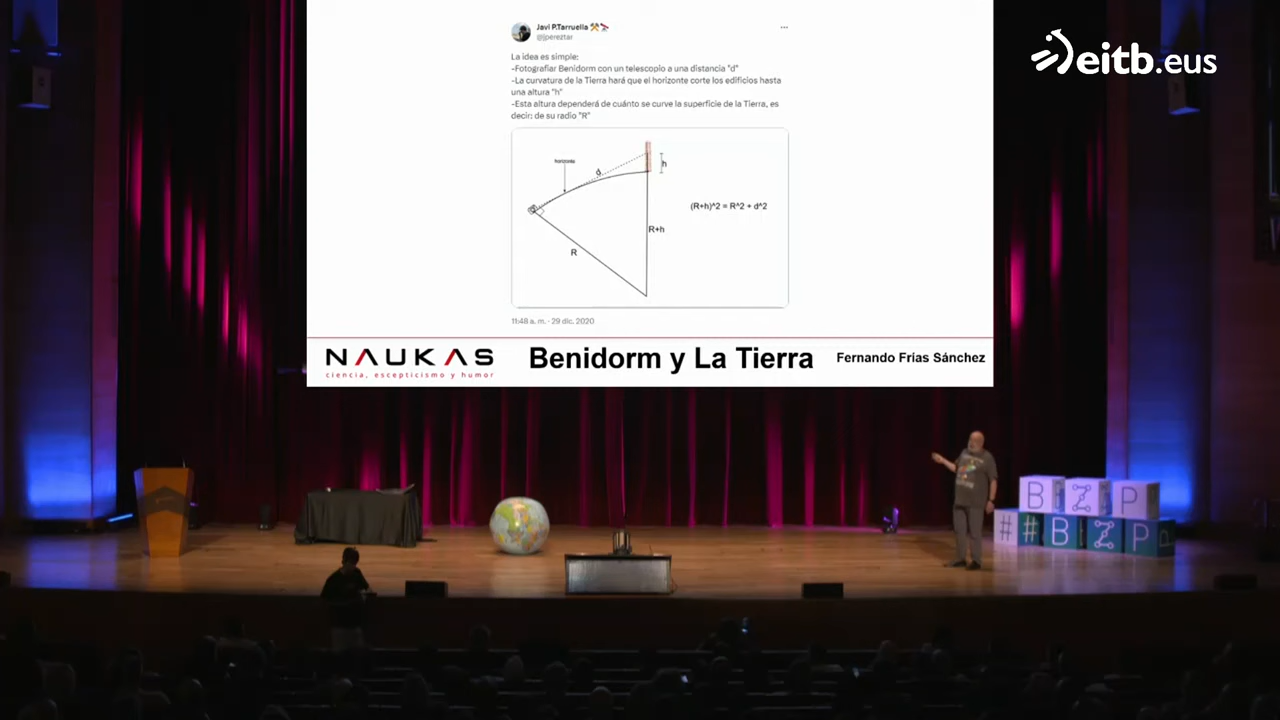 Javi P.Tarruella
@jpereztar
La idea es simple:
-Fotografiar Benidorm con un telescopio a una distancia "d"
-La curvatura de la Tierra hará que el horizonte corte los edificios hasta
una altura "h"
-Esta altura dependerá de cuánto se curve la superficie de la Tierra, es
decir: de su radio "R"
horizonte
d
h
(R+h)^2 = R^2 + d^2
R+h
R
11:48 a. m. · 29 dic. 2020
NAUKAS
ciencia, escepticismo y humor
Benidorm y La Tierra
Fernando Frías Sánchez
eitb.eus
B Z P
##BZP